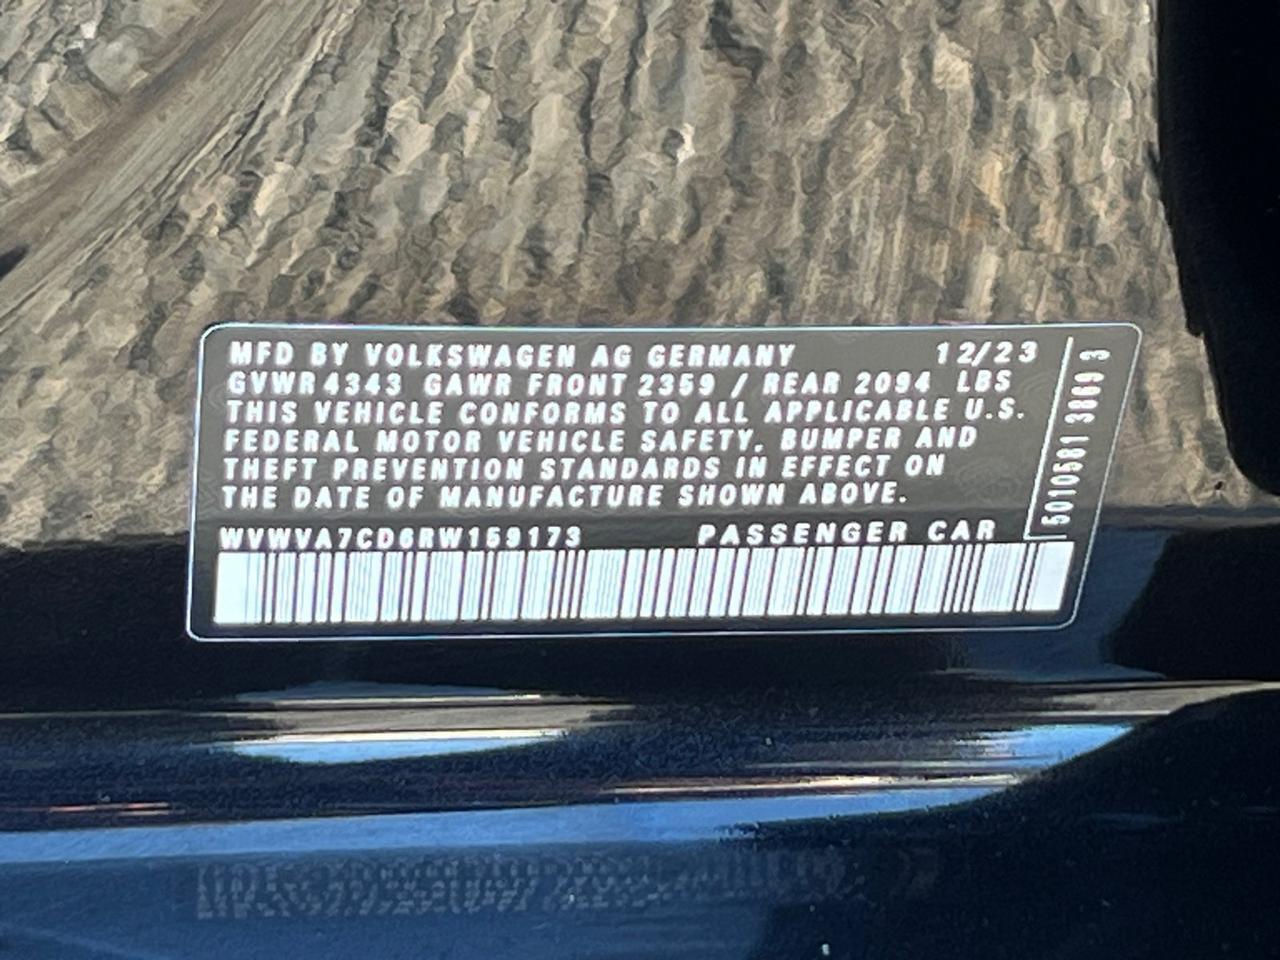 MFD BY VOLKSWAGEN AG GERMANY 12/23
GVWR 4343 GAWR FRONT 2359 / REAR 2094 LBS
THIS VEHICLE CONFORMS TO ALL APPLICABLE U.S.
FEDERAL MOTOR VEHICLE SAFETY, BUMPER AND
THEFT PREVENTION STANDARDS IN EFFECT ON
THE DATE OF MANUFACTURE SHOWN ABOVE.
WVWVA7CD6RW159173 PASSENGER CAR
5010581